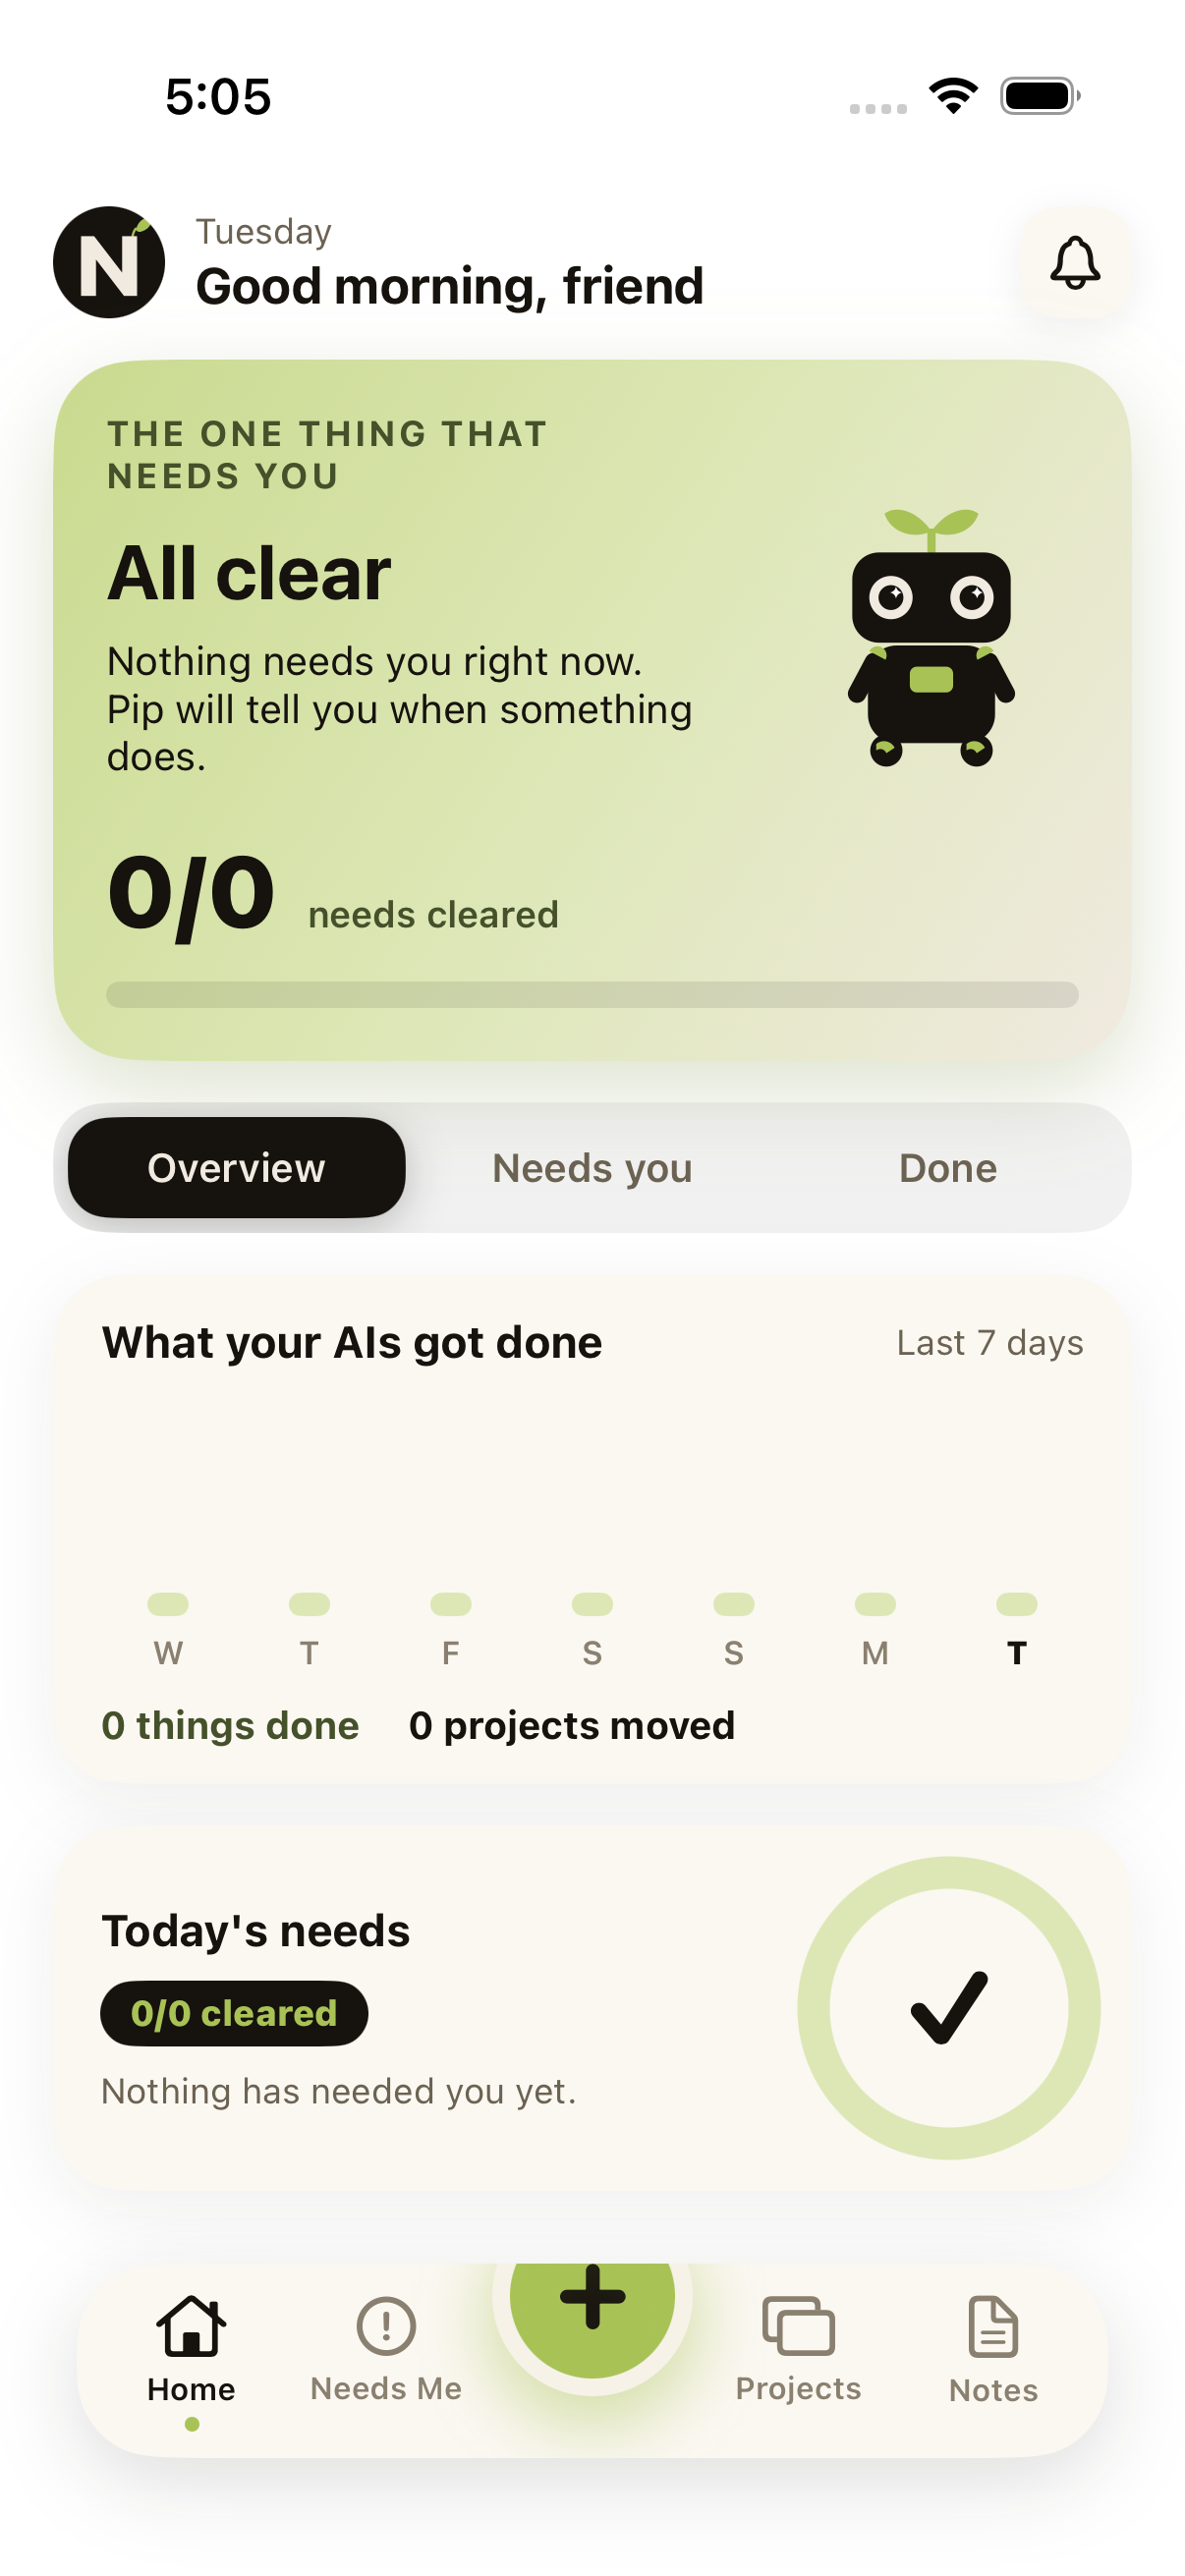 5:05
N
Tuesday
Good morning, friend
THE ONE THING THAT
NEEDS YOU
All clear
Nothing needs you right now.
Pip will tell you when something
does.
0/0 needs cleared
Overview Needs you Done
What your AIs got done Last 7 days
W T F S S M T
0 things done 0 projects moved
Today's needs
0/0 cleared
Nothing has needed you yet.
Home Needs Me Projects Notes